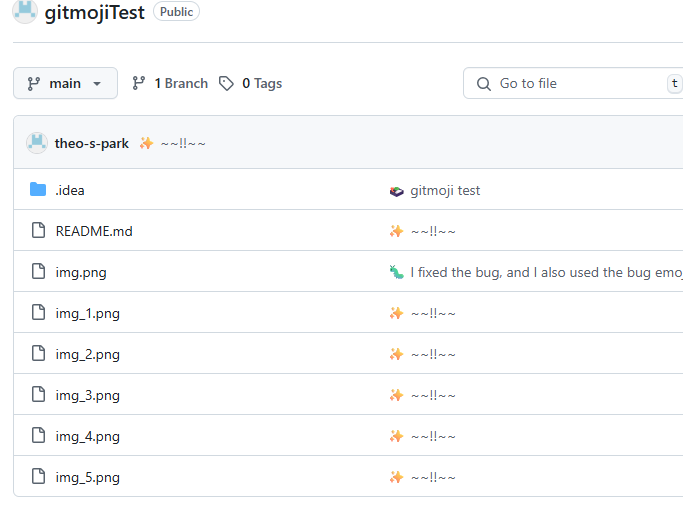 gitmojiTest Public
main 1 Branch 0 Tags Go to file t
theo-s-park ✨ ~~!!~~
.idea 🍱 gitmoji test
README.md ✨ ~~!!~~
img.png 🐛 I fixed the bug, and I also used the bug emo
img_1.png ✨ ~~!!~~
img_2.png ✨ ~~!!~~
img_3.png ✨ ~~!!~~
img_4.png ✨ ~~!!~~
img_5.png ✨ ~~!!~~